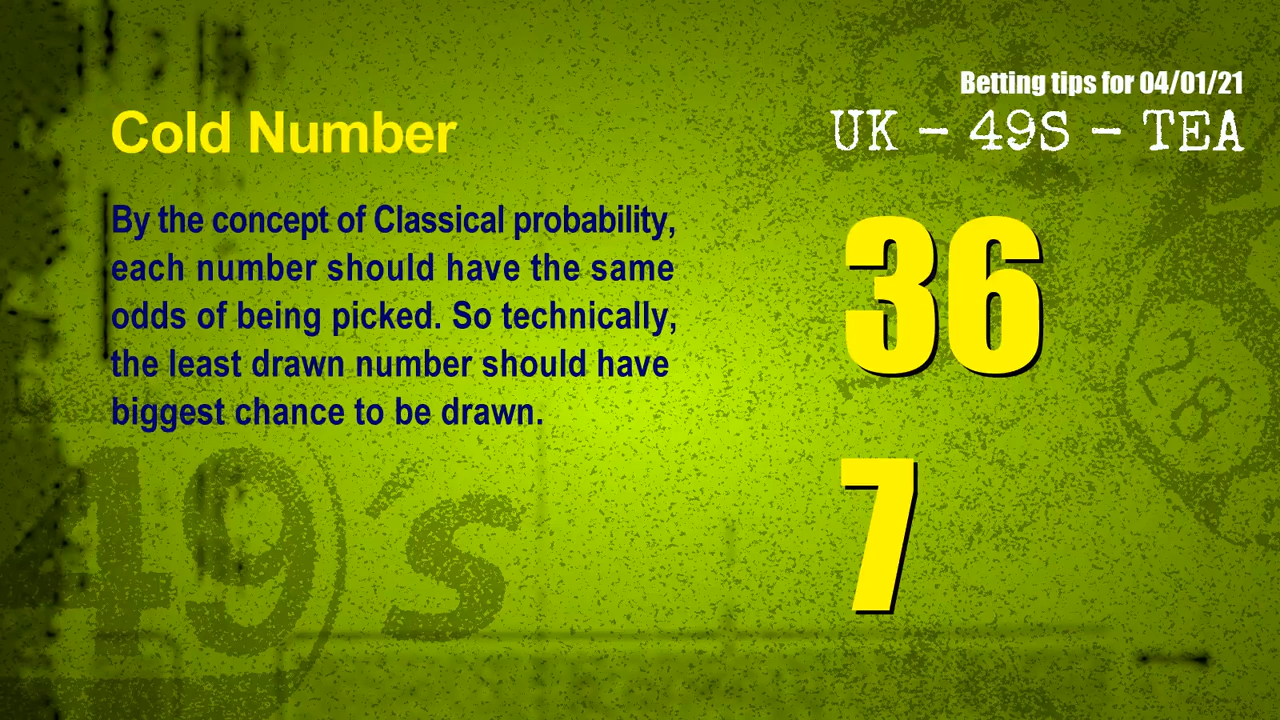 Betting tips for 04/01/21
UK - 49S - TEA
Cold Number
By the concept of Classical probability,
each number should have the same
odds of being picked. So technically,
the least drawn number should have
biggest chance to be drawn.
36
7
28
49's